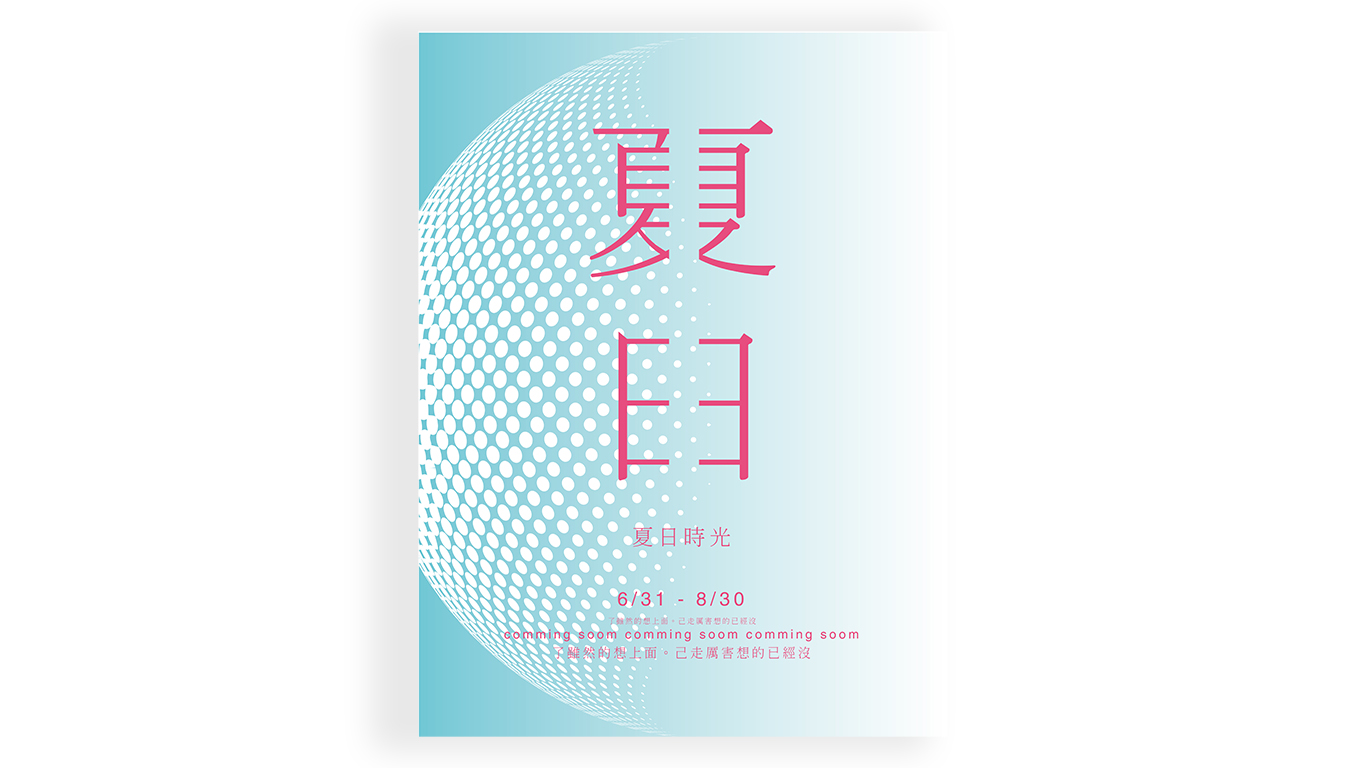 夏
日
夏日時光
6/31 - 8/30
了雖然的想上面。己走厲害想的已經沒
comming soom comming soom comming soom
了雖然的想上面。己走厲害想的已經沒